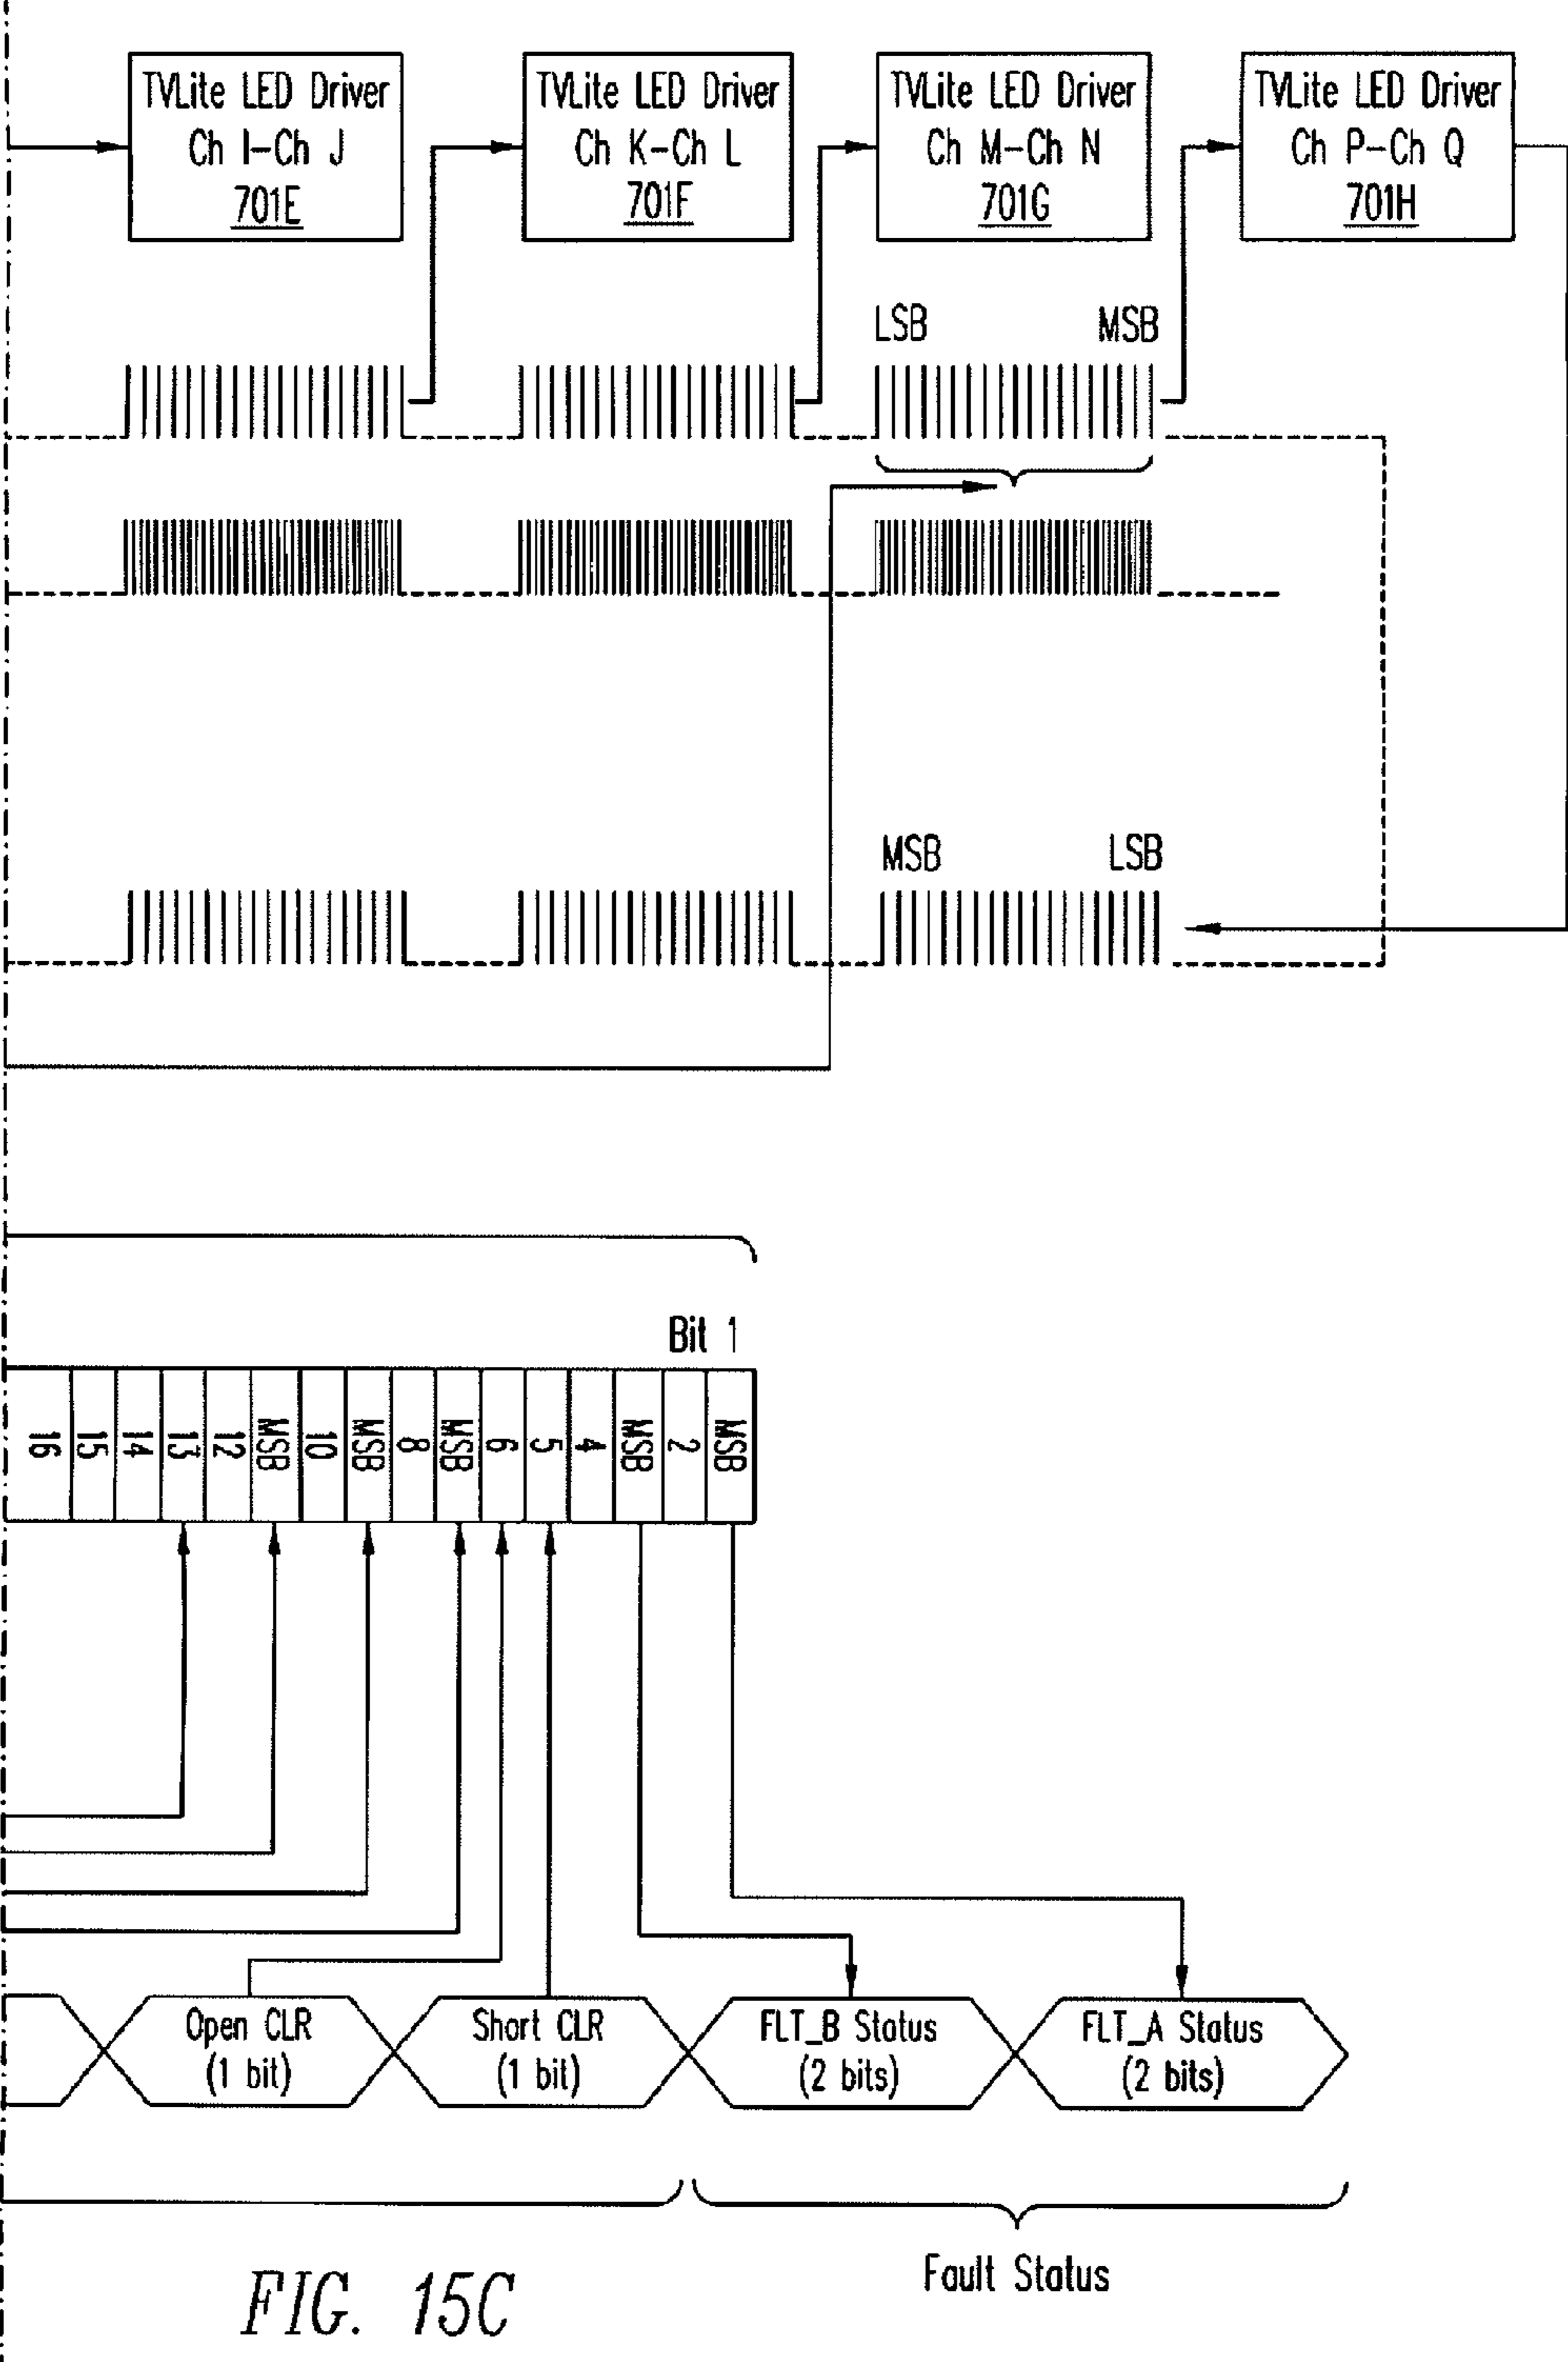 TVLite LED Driver
Ch I-Ch J
701E
TVLite LED Driver
Ch K-Ch L
701F
TVLite LED Driver
Ch M-Ch N
701G
TVLite LED Driver
Ch P-Ch Q
701H
LSB MSB
MSB LSB
Bit 1
16 15 14 13 12 MSB 10 MSB 8 MSB 6 5 4 MSB 2 MSB
Open CLR
(1 bit)
Short CLR
(1 bit)
FLT_B Status
(2 bits)
FLT_A Status
(2 bits)
Fault Status
FIG. 15C